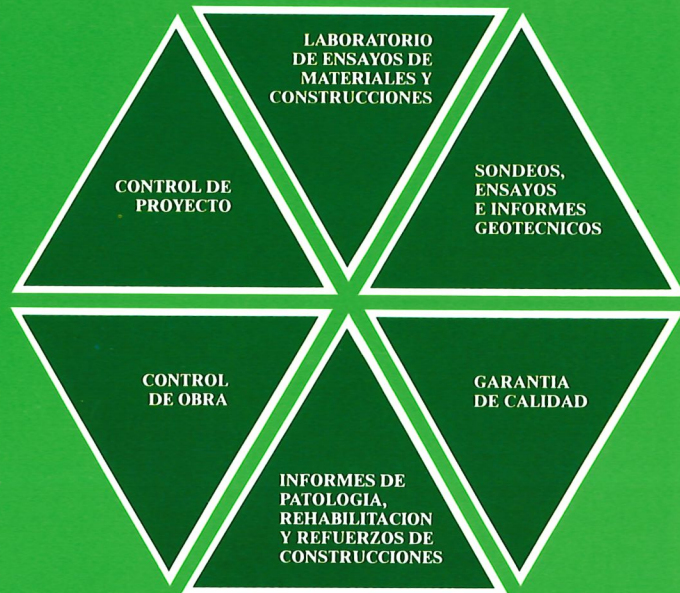 LABORATORIO
DE ENSAYOS DE
MATERIALES Y
CONSTRUCCIONES
CONTROL DE
PROYECTO
SONDEOS,
ENSAYOS
E INFORMES
GEOTECNICOS
CONTROL
DE OBRA
GARANTIA
DE CALIDAD
INFORMES DE
PATOLOGIA,
REHABILITACION
Y REFUERZOS DE
CONSTRUCCIONES